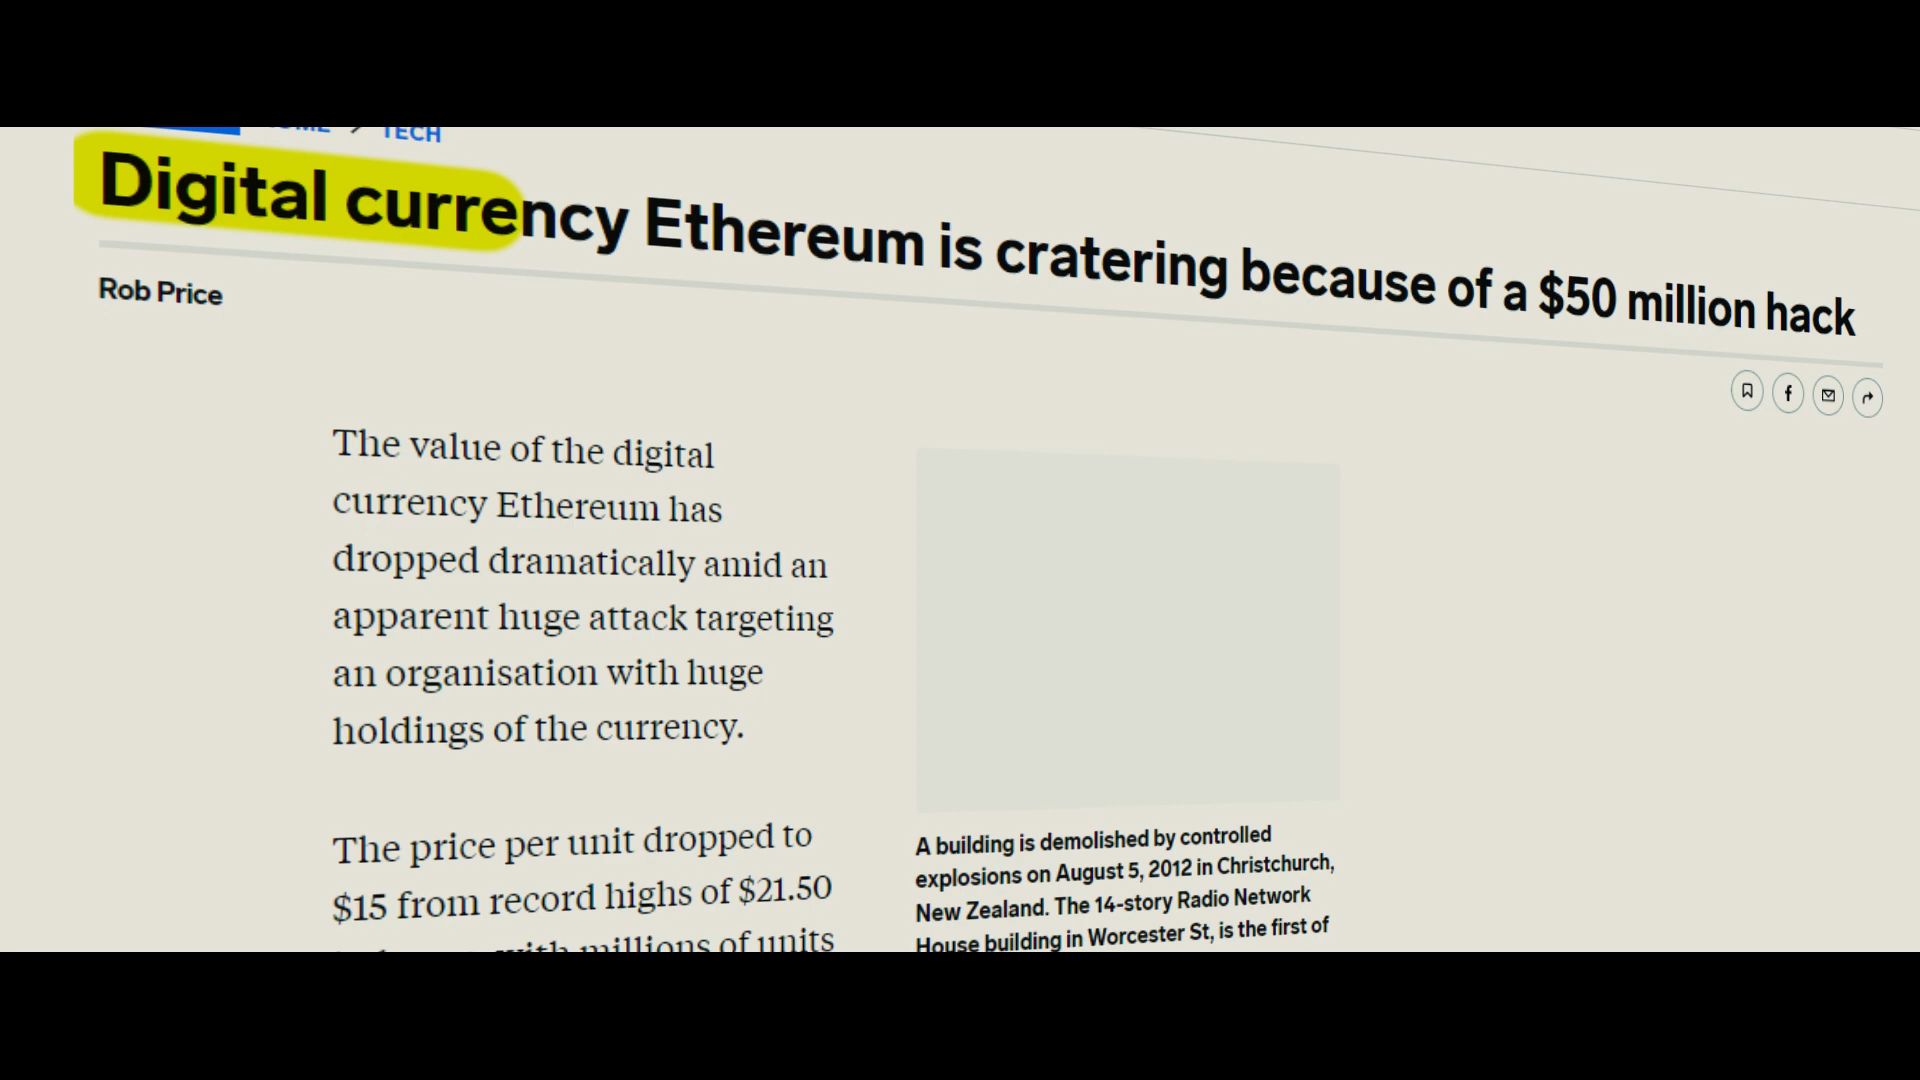 TECH
Digital currency Ethereum is cratering because of a $50 million hack
Rob Price
The value of the digital
currency Ethereum has
dropped dramatically amid an
apparent huge attack targeting
an organisation with huge
holdings of the currency.
The price per unit dropped to
$15 from record highs of $21.50
with millions of units
A building is demolished by controlled
explosions on August 5, 2012 in Christchurch,
New Zealand. The 14-story Radio Network
House building in Worcester St, is the first of